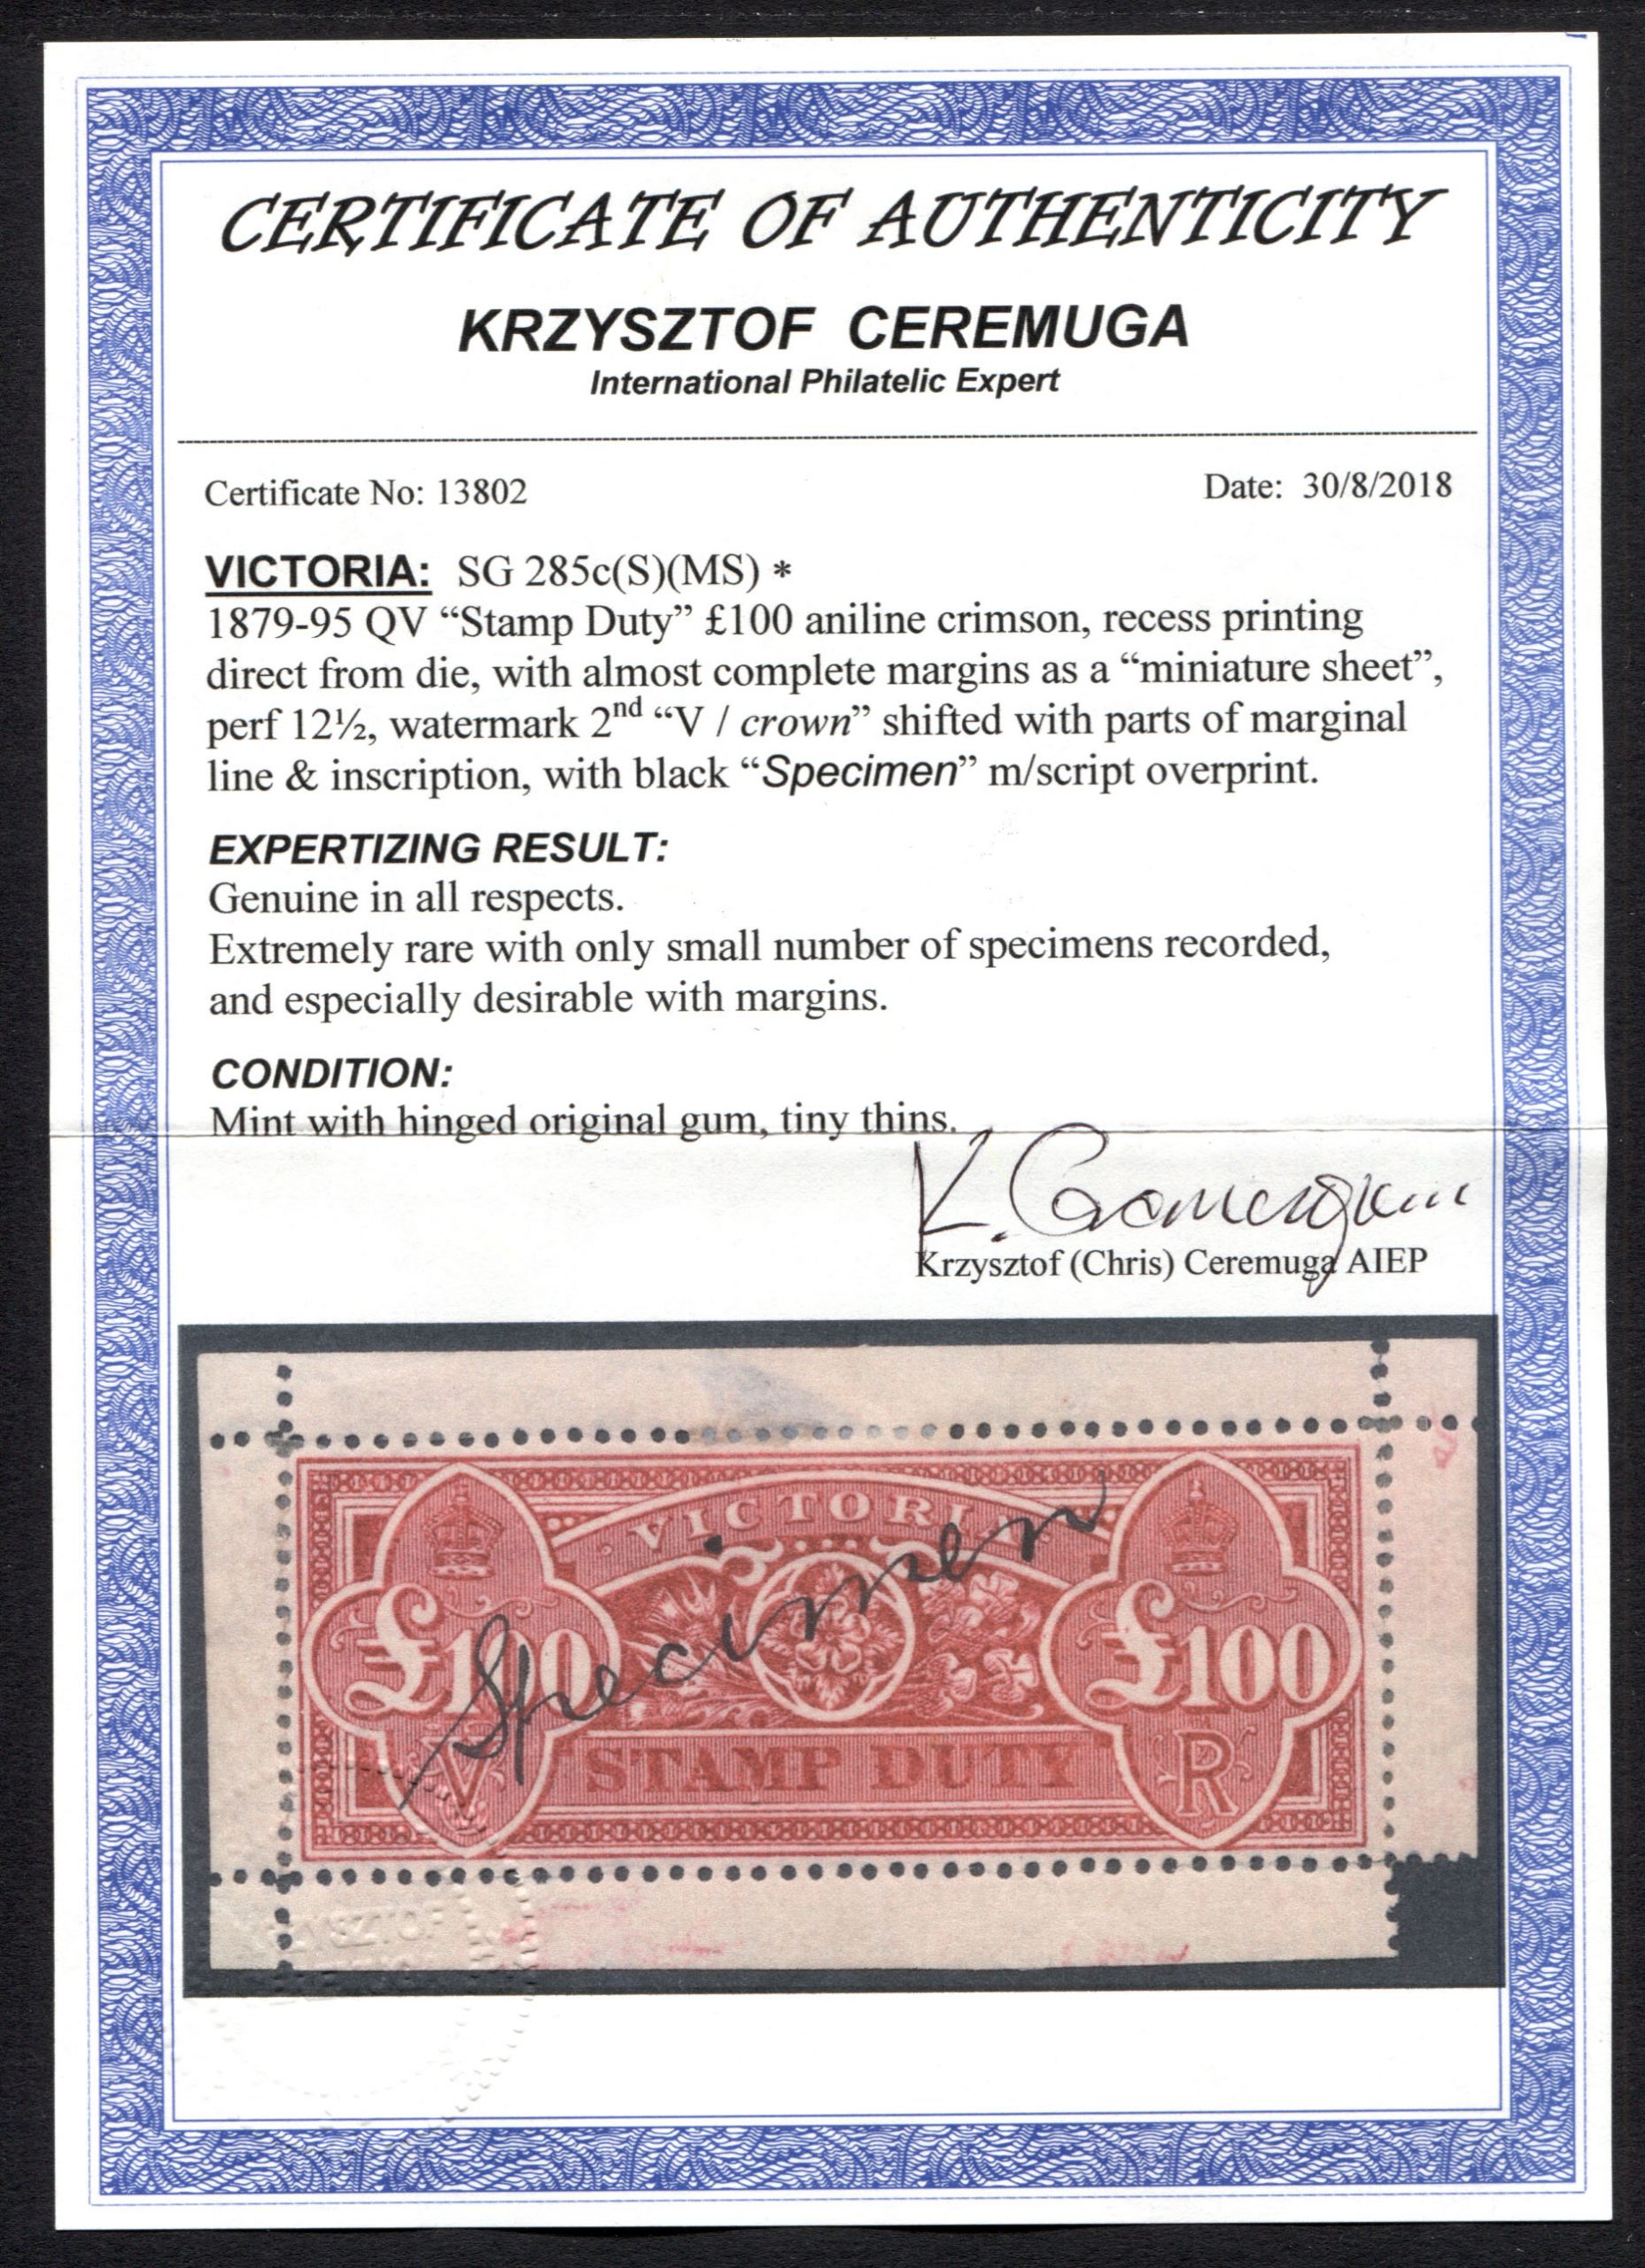 CERTIFICATE OF AUTHENTICITY
KRZYSZTOF CEREMUGA
International Philatelic Expert
Certificate No: 13802
Date: 30/8/2018
VICTORIA: SG 285c(S)(MS) *
1879-95 QV “Stamp Duty” £100 aniline crimson, recess printing
direct from die, with almost complete margins as a “miniature sheet”,
perf 12½, watermark 2nd “V / crown” shifted with parts of marginal
line & inscription, with black “Specimen” m/script overprint.
EXPERTIZING RESULT:
Genuine in all respects.
Extremely rare with only small number of specimens recorded,
and especially desirable with margins.
CONDITION:
Mint with hinged original gum, tiny thins.
K. Ceremuga
Krzysztof (Chris) Ceremuga AIEP
VICTORIA
£100
Specimen
£100
V
STAMP DUTY
R